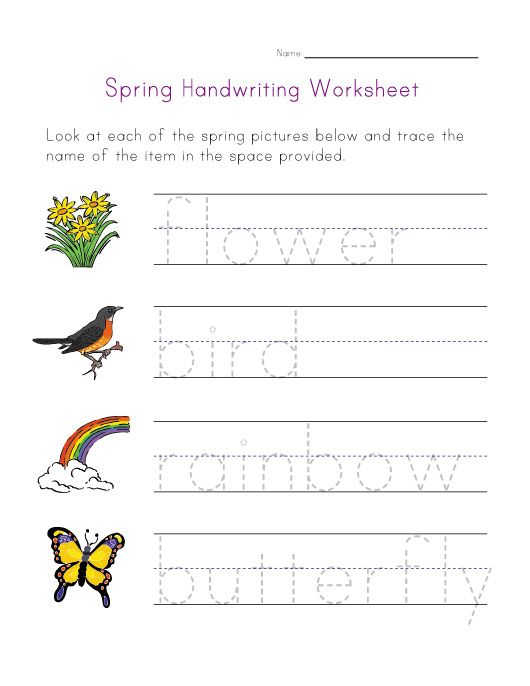 Name
Spring Handwriting Worksheet
Look at each of the spring pictures below and trace the
name of the item in the space provided.
flower
bird
rainbow
butterfly